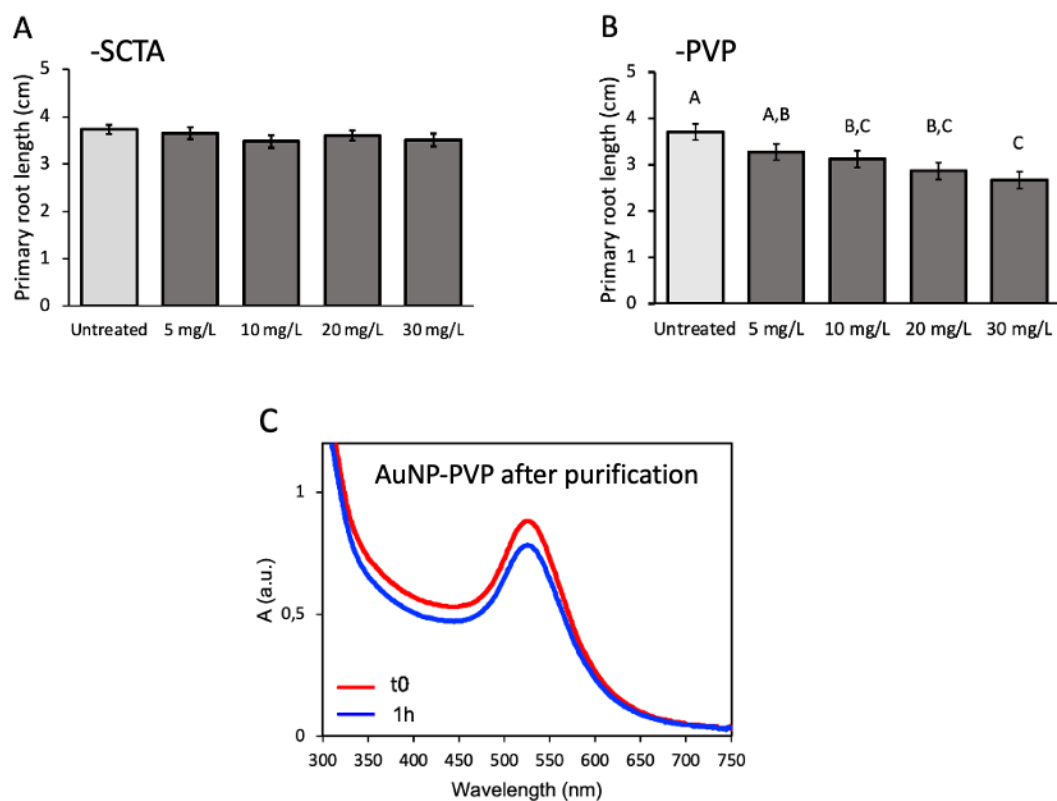 A
-SCTA
Primary root length (cm)
5
4
3
2
1
0
Untreated 5 mg/L 10 mg/L 20 mg/L 30 mg/L
B
-PVP
Primary root length (cm)
5
4
3
2
1
0
A
A,B
B,C
B,C
C
Untreated 5 mg/L 10 mg/L 20 mg/L 30 mg/L
C
AuNP-PVP after purification
A (a.u.)
1
0,5
0
t0
1h
300 350 400 450 500 550 600 650 700 750
Wavelength (nm)